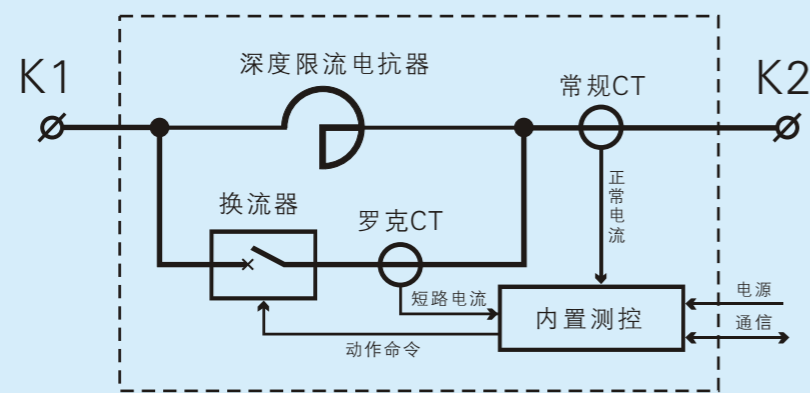 深度限流电抗器
K1
常规CT
K2
正常电流
换流器
罗克CT
短路电流
内置测控
电源
通信
动作命令